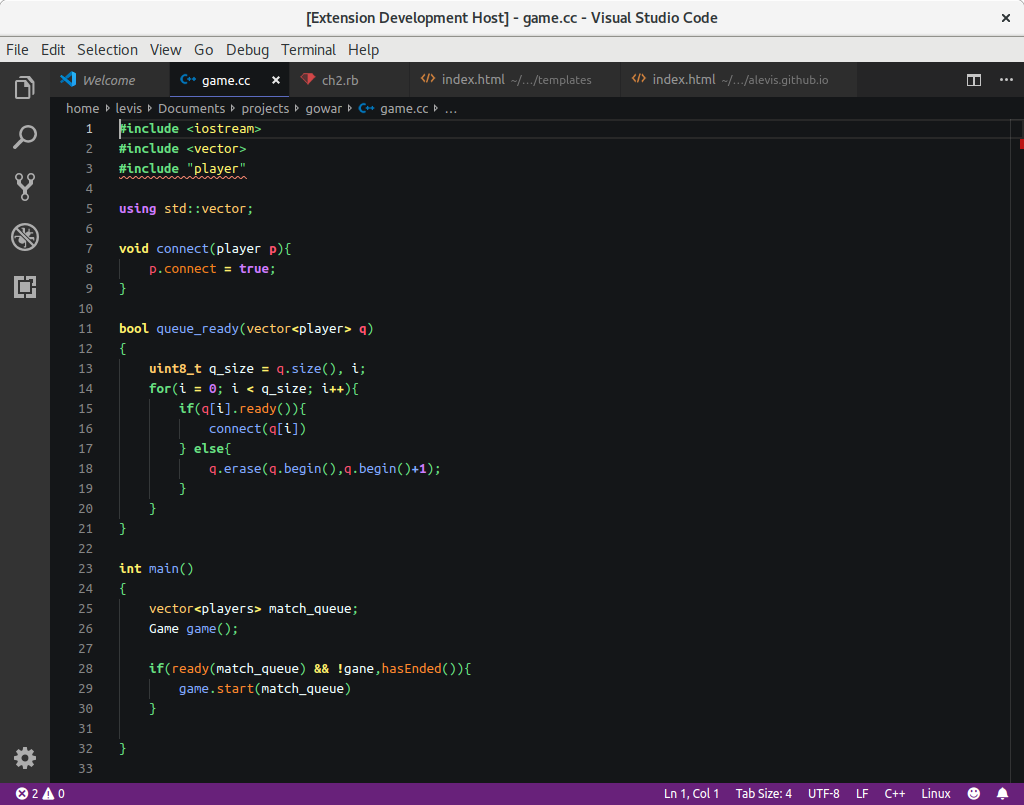 [Extension Development Host] - game.cc - Visual Studio Code
File Edit Selection View Go Debug Terminal Help
Welcome game.cc ch2.rb index.html ~/.../templates index.html ~/.../alevis.github.io
home levis Documents projects gowar game.cc ...
1 #include <iostream>
2 #include <vector>
3 #include "player"
4
5 using std::vector;
6
7 void connect(player p){
8     p.connect = true;
9 }
10
11 bool queue_ready(vector<player> q)
12 {
13     uint8_t q_size = q.size(), i;
14     for(i = 0; i < q_size; i++){
15         if(q[i].ready()){
16             connect(q[i])
17         } else{
18             q.erase(q.begin(),q.begin()+1);
19         }
20     }
21 }
22
23 int main()
24 {
25     vector<players> match_queue;
26     Game game();
27
28     if(ready(match_queue) && !gane,hasEnded()){
29         game.start(match_queue)
30     }
31
32 }
33
2 0 Ln 1, Col 1 Tab Size: 4 UTF-8 LF C++ Linux